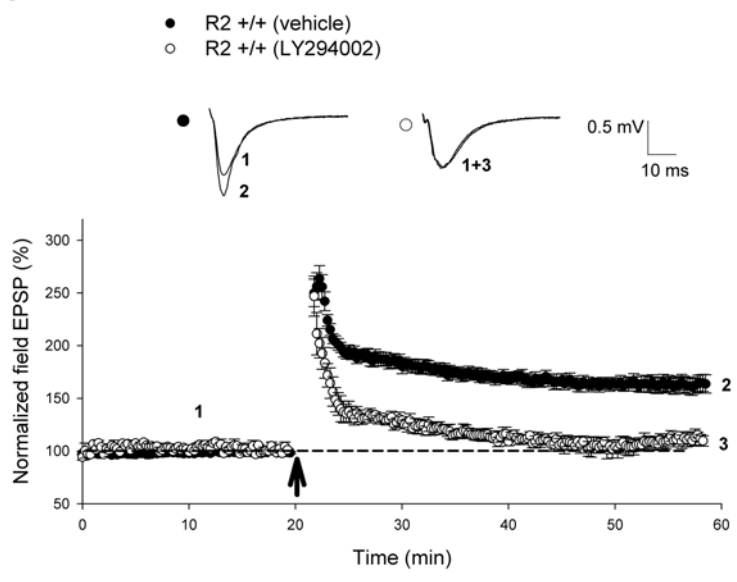 R2 +/+ (vehicle)
R2 +/+ (LY294002)
1
2
1+3
0.5 mV
10 ms
Normalized field EPSP (%)
300
250
200
150
100
50
1
2
3
0 10 20 30 40 50 60
Time (min)